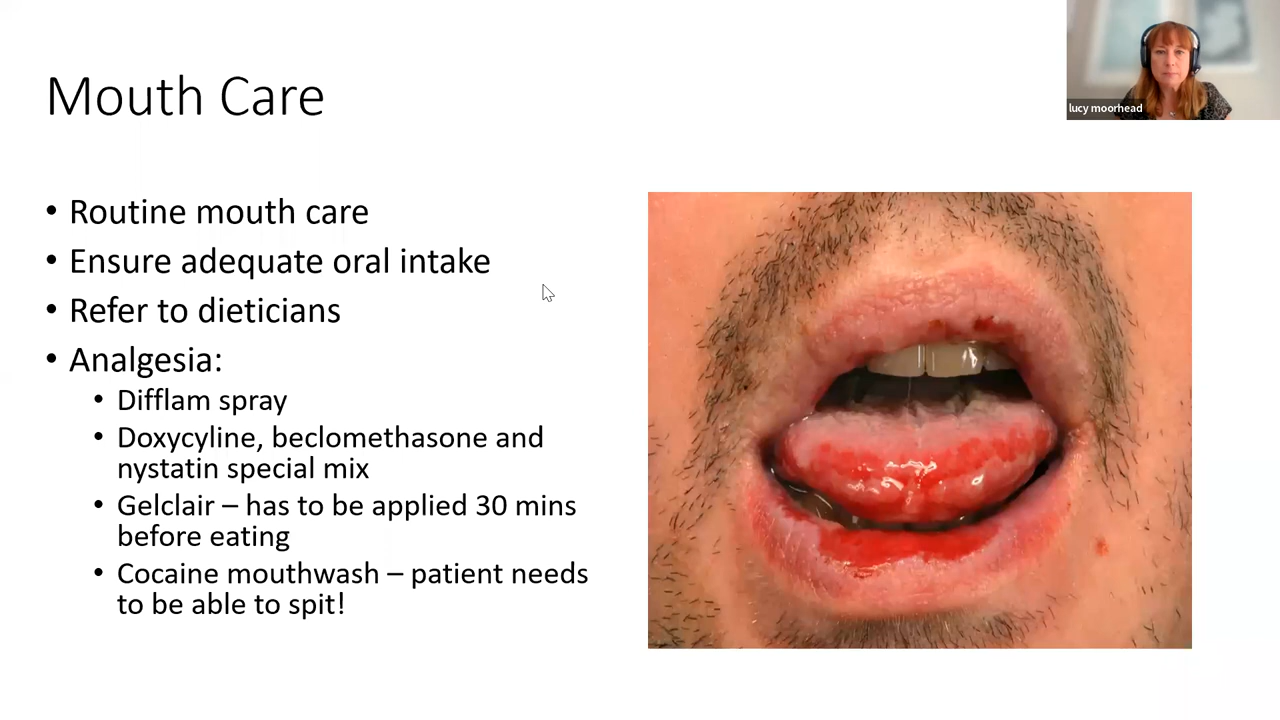 Mouth Care
lucy moorhead
• Routine mouth care
• Ensure adequate oral intake
• Refer to dieticians
• Analgesia:
• Difflam spray
• Doxycyline, beclomethasone and
nystatin special mix
• Gelclair – has to be applied 30 mins
before eating
• Cocaine mouthwash – patient needs
to be able to spit!